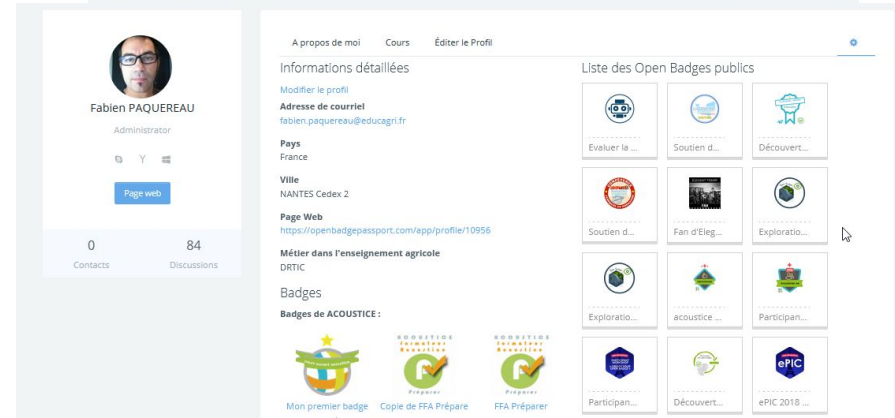 A propos de moi
Cours
Éditer le Profil
Fabien PAQUEREAU
Administrator
Page web
0
84
Contacts
Discussions
Informations détaillées
Modifier le profil
Adresse de courriel
fabien.paquereau@educagri.fr
Pays
France
Ville
NANTES Cedex 2
Page Web
https://openbadgepassport.com/app/profile/10956
Métier dans l'enseignement agricole
DRTIC
Badges
Badges de ACOUSTICE :
Préparer
Préparer
Mon premier badge
Copie de FFA Prépare
FFA Préparer
Liste des Open Badges publics
Evaluer la ...
Soutien d...
Découvert...
Soutien d...
Fan d'Eleg...
Exploratio...
Exploratio...
acoustice ...
Participan...
ePIC
Participan...
Découvert...
ePIC 2018 ...